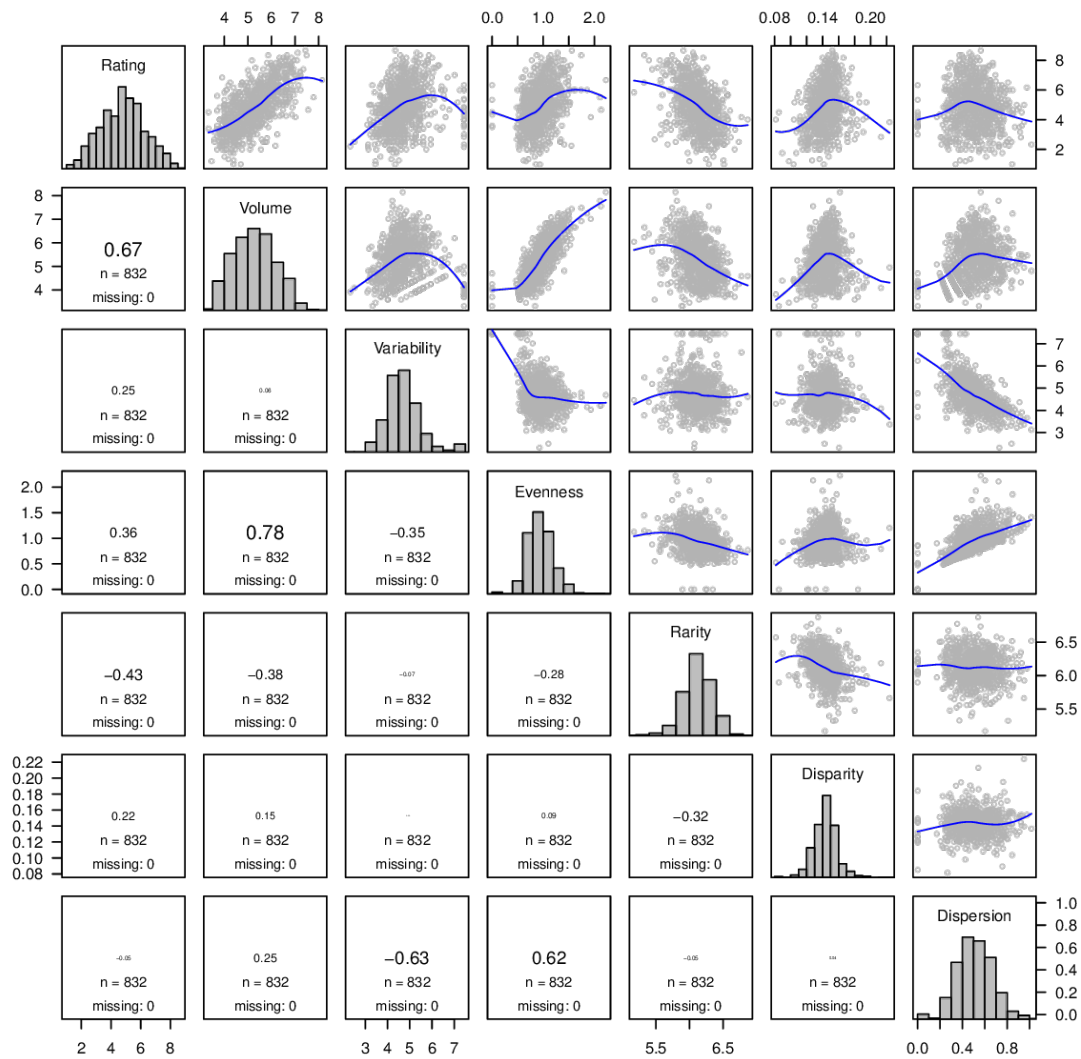 4 5 6 7 8 0.0 1.0 2.0 0.08 0.14 0.20
Rating
8
6
4
2
8
7
6
5
4
0.67
n = 832
missing: 0
Volume
0.25
n = 832
missing: 0
0.06
n = 832
missing: 0
Variability
7
6
5
4
3
2.0
1.5
1.0
0.5
0.0
0.36
n = 832
missing: 0
0.78
n = 832
missing: 0
−0.35
n = 832
missing: 0
Evenness
−0.43
n = 832
missing: 0
−0.38
n = 832
missing: 0
−0.07
n = 832
missing: 0
−0.28
n = 832
missing: 0
Rarity
6.5
6.0
5.5
0.22
0.20
0.18
0.16
0.14
0.12
0.10
0.08
0.22
n = 832
missing: 0
0.15
n = 832
missing: 0
n = 832
missing: 0
0.09
n = 832
missing: 0
−0.32
n = 832
missing: 0
Disparity
−0.05
n = 832
missing: 0
0.25
n = 832
missing: 0
−0.63
n = 832
missing: 0
0.62
n = 832
missing: 0
−0.05
n = 832
missing: 0
n = 832
missing: 0
Dispersion
1.0
0.8
0.6
0.4
0.2
0.0
2 4 6 8 3 4 5 6 7 5.5 6.5 0.0 0.4 0.8